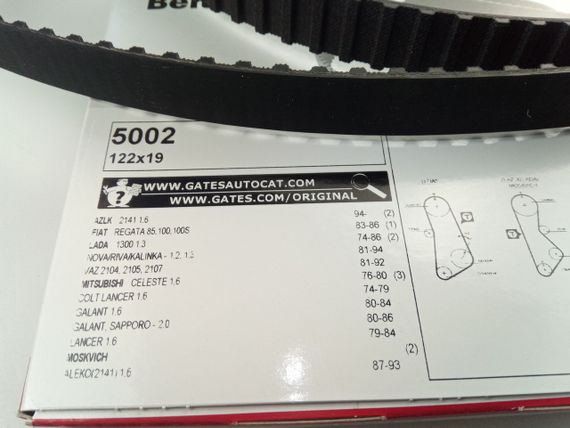 5002
122x19
WWW.GATESAUTOCAT.COM
WWW.GATES.COM/ORIGINAL
AZLK 2141 1.6 94- (2)
FIAT REGATA 85,100,100S 83-86 (1)
LADA 1300 1.3 74-86 (2)
NOVA/RIVA/KALINKA - 1.2, 1.3 81-94
VAZ 2104, 2105, 2107 81-92
MITSUBISHI CELESTE 1.6 76-80 (3)
COLT LANCER 1.6 74-79
GALANT 1.6 80-84
GALANT, SAPPORO - 2.0 80-86
LANCER 1.6 79-84
MOSKVICH (2)
ALEKO(2141) 1.6 87-93